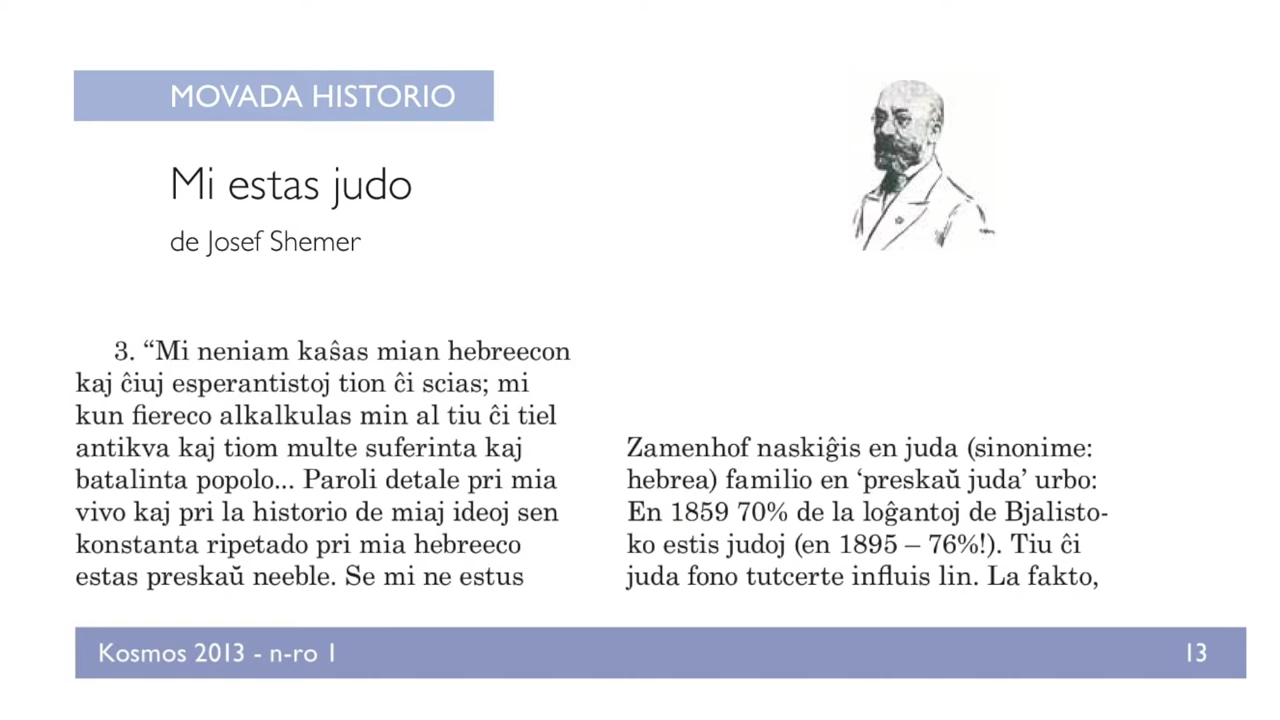 MOVADA HISTORIO
Mi estas judo
de Josef Shemer
3. “Mi neniam kaŝas mian hebreecon
kaj ĉiuj esperantistoj tion ĉi scias; mi
kun fiereco alkalkulas min al tiu ĉi tiel
antikva kaj tiom multe suferinta kaj
batalinta popolo... Paroli detale pri mia
vivo kaj pri la historio de miaj ideoj sen
konstanta ripetado pri mia hebreeco
estas preskaŭ neeble. Se mi ne estus
Zamenhof naskiĝis en juda (sinonime:
hebrea) familio en ‘preskaŭ juda’ urbo:
En 1859 70% de la loĝantoj de Bjalisto-
ko estis judoj (en 1895 – 76%!). Tiu ĉi
juda fono tutcerte influis lin. La fakto,
Kosmos 2013 - n-ro 1
13